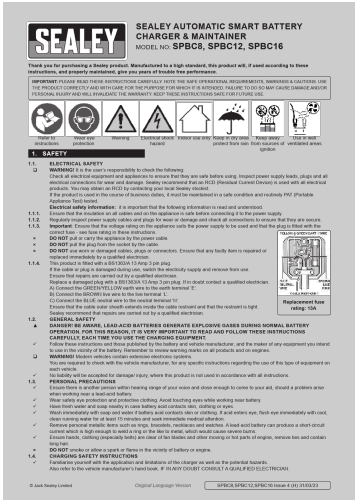 SEALEY
SEALEY AUTOMATIC SMART BATTERY
CHARGER & MAINTAINER
MODEL NO: SPBC8, SPBC12, SPBC16
Thank you for purchasing a Sealey product. Manufactured to a high standard, this product will, if used according to these
instructions, and properly maintained, give you years of trouble free performance.
IMPORTANT: PLEASE READ THESE INSTRUCTIONS CAREFULLY. NOTE THE SAFE OPERATIONAL REQUIREMENTS, WARNINGS & CAUTIONS. USE
THE PRODUCT CORRECTLY AND WITH CARE FOR THE PURPOSE FOR WHICH IT IS INTENDED. FAILURE TO DO SO MAY CAUSE DAMAGE AND/OR
PERSONAL INJURY AND WILL INVALIDATE THE WARRANTY. KEEP THESE INSTRUCTIONS SAFE FOR FUTURE USE.
Refer to instructions
Wear eye protection
Warning
Electrical shock hazard
Indoor use only
Keep in dry area protect from rain
Keep away from sources of ignition
Use in well ventilated areas
1. SAFETY
1.1. ELECTRICAL SAFETY
WARNING! It is the user's responsibility to check the following:
Check all electrical equipment and appliances to ensure that they are safe before using. Inspect power supply leads, plugs and all
electrical connections for wear and damage. Sealey recommend that an RCD (Residual Current Device) is used with all electrical
products. You may obtain an RCD by contacting your local Sealey stockist.
If the product is used in the course of business duties, it must be maintained in a safe condition and routinely PAT (Portable
Appliance Test) tested.
Electrical safety information: it is important that the following information is read and understood.
1.1.1. Ensure that the insulation on all cables and on the appliance is safe before connecting it to the power supply.
1.1.2. Regularly inspect power supply cables and plugs for wear or damage and check all connections to ensure that they are secure.
1.1.3. Important: Ensure that the voltage rating on the appliance suits the power supply to be used and that the plug is fitted with the
correct fuse - see fuse rating in these instructions.
DO NOT pull or carry the appliance by the power cable.
DO NOT pull the plug from the socket by the cable.
DO NOT use worn or damaged cables, plugs or connectors. Ensure that any faulty item is repaired or
replaced immediately by a qualified electrician.
1.1.4. This product is fitted with a BS1363/A 13 Amp 3 pin plug.
If the cable or plug is damaged during use, switch the electricity supply and remove from use.
Ensure that repairs are carried out by a qualified electrician.
Replace a damaged plug with a BS1363/A 13 Amp 3 pin plug. If in doubt contact a qualified electrician.
A) Connect the GREEN/YELLOW earth wire to the earth terminal 'E'.
B) Connect the BROWN live wire to the live terminal 'L'.
C) Connect the BLUE neutral wire to the neutral terminal 'N'.
Ensure that the cable outer sheath extends inside the cable restraint and that the restraint is tight.
Sealey recommend that repairs are carried out by a qualified electrician.
Replacement fuse
rating: 13A
1.2. GENERAL SAFETY
DANGER! BE AWARE, LEAD-ACID BATTERIES GENERATE EXPLOSIVE GASES DURING NORMAL BATTERY
OPERATION. FOR THIS REASON, IT IS VERY IMPORTANT TO READ AND FOLLOW THESE INSTRUCTIONS
CAREFULLY, EACH TIME YOU USE THE CHARGING EQUIPMENT.
Follow these instructions and those published by the battery and vehicle manufacturer, and the maker of any equipment you intend
to use in the vicinity of the battery. Remember to review warning marks on all products and on engines.
WARNING! Modern vehicles contain extensive electronic systems.
You are required to check with the vehicle manufacturer, for any specific instructions regarding the use of this type of equipment on
each vehicle.
No liability will be accepted for damage/ injury, where this product is not used in accordance with all instructions.
1.3. PERSONAL PRECAUTIONS
Ensure there is another person within hearing range of your voice and close enough to come to your aid, should a problem arise
when working near a lead-acid battery.
Wear safety eye protection and protective clothing. Avoid touching eyes while working near battery.
Have fresh water and soap nearby in case battery acid contacts skin, clothing or eyes.
Wash immediately with soap and water if battery acid contacts skin or clothing. If acid enters eye, flush eye immediately with cool,
clean running water for at least 15 minutes and seek immediate medical attention.
Remove personal metallic items such as rings, bracelets, necklaces and watches. A lead-acid battery can produce a short-circuit
current which is high enough to weld a ring or the like to metal, which would cause severe burns.
Ensure hands, clothing (especially belts) are clear of fan blades and other moving or hot parts of engine, remove ties and contain
long hair.
DO NOT smoke or allow a spark or flame in the vicinity of battery or engine.
1.4. CHARGING SAFETY INSTRUCTIONS
Familiarise yourself with the application and limitations of the charger as well as the potential hazards.
Also refer to the vehicle manufacturer's hand book. IF IN ANY DOUBT CONSULT A QUALIFIED ELECTRICIAN.
© Jack Sealey Limited
Original Language Version
SPBC8, SPBC12, SPBC16 Issue 4 (H) 31/03/23